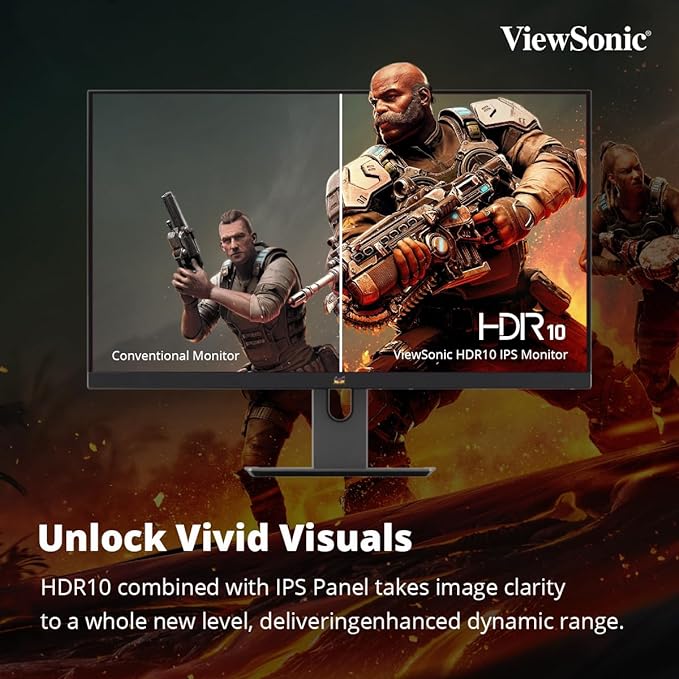 ViewSonic®
Conventional Monitor
HDR10
ViewSonic HDR10 IPS Monitor
Unlock Vivid Visuals
HDR10 combined with IPS Panel takes image clarity
to a whole new level, deliveringenhanced dynamic range.